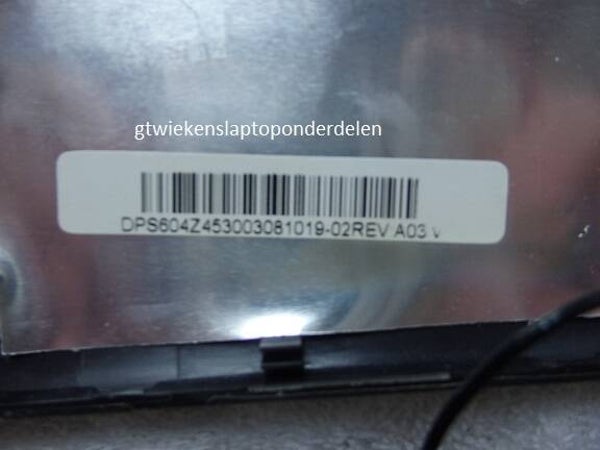 gtwiekenslaptoponderdelen
DPS604Z453003081019-02REV A03 v